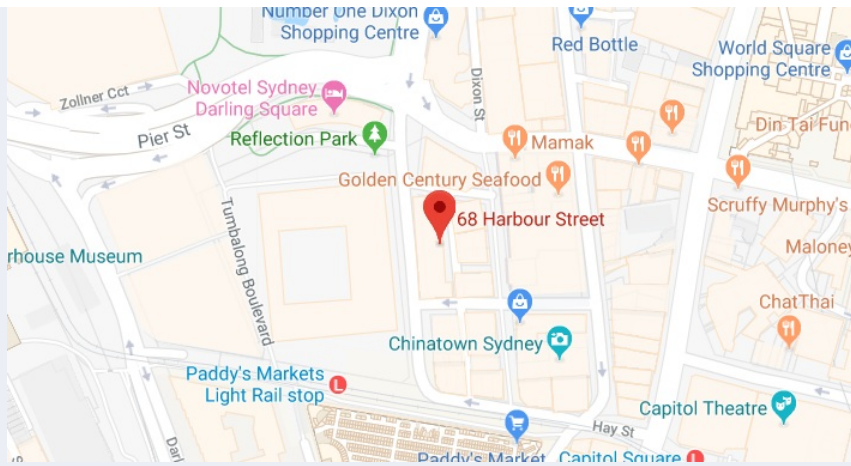 Number One Dixon
Shopping Centre
Red Bottle
World Square
Shopping Centre
Zollner Cct
Novotel Sydney
Darling Square
Dixon St
Pier St
Reflection Park
Mamak
Din Tai Fun
Golden Century Seafood
Scruffy Murphy's
68 Harbour Street
Tumbalong Boulevard
rhouse Museum
Maloney
ChatThai
Chinatown Sydney
Paddy's Markets
Light Rail stop
L
Capitol Theatre
Hay St
Darl
Paddy's Market
Capitol Square
L